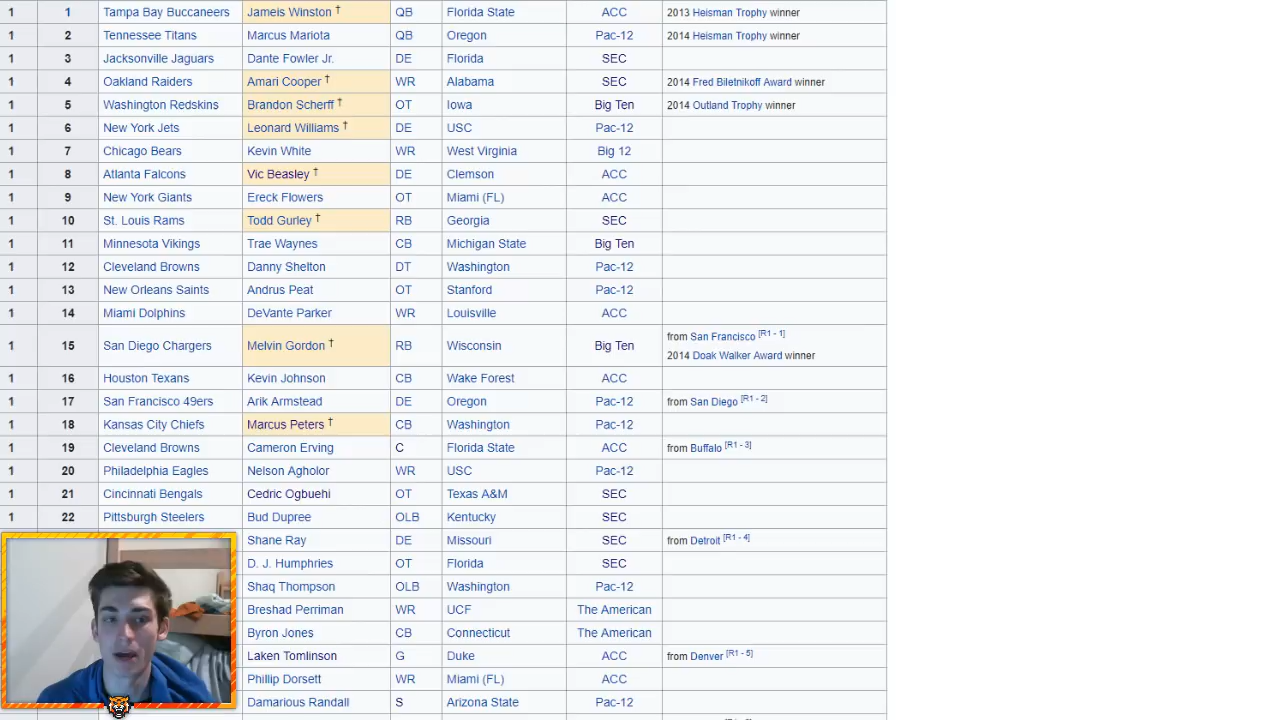 1 1 Tampa Bay Buccaneers Jameis Winston † QB Florida State ACC 2013 Heisman Trophy winner
1 2 Tennessee Titans Marcus Mariota QB Oregon Pac-12 2014 Heisman Trophy winner
1 3 Jacksonville Jaguars Dante Fowler Jr. DE Florida SEC
1 4 Oakland Raiders Amari Cooper † WR Alabama SEC 2014 Fred Biletnikoff Award winner
1 5 Washington Redskins Brandon Scherff † OT Iowa Big Ten 2014 Outland Trophy winner
1 6 New York Jets Leonard Williams † DE USC Pac-12
1 7 Chicago Bears Kevin White WR West Virginia Big 12
1 8 Atlanta Falcons Vic Beasley † DE Clemson ACC
1 9 New York Giants Ereck Flowers OT Miami (FL) ACC
1 10 St. Louis Rams Todd Gurley † RB Georgia SEC
1 11 Minnesota Vikings Trae Waynes CB Michigan State Big Ten
1 12 Cleveland Browns Danny Shelton DT Washington Pac-12
1 13 New Orleans Saints Andrus Peat OT Stanford Pac-12
1 14 Miami Dolphins DeVante Parker WR Louisville ACC
1 15 San Diego Chargers Melvin Gordon † RB Wisconsin Big Ten from San Francisco [R1 - 1]
2014 Doak Walker Award winner
1 16 Houston Texans Kevin Johnson CB Wake Forest ACC
1 17 San Francisco 49ers Arik Armstead DE Oregon Pac-12 from San Diego [R1 - 2]
1 18 Kansas City Chiefs Marcus Peters † CB Washington Pac-12
1 19 Cleveland Browns Cameron Erving C Florida State ACC from Buffalo [R1 - 3]
1 20 Philadelphia Eagles Nelson Agholor WR USC Pac-12
1 21 Cincinnati Bengals Cedric Ogbuehi OT Texas A&M SEC
1 22 Pittsburgh Steelers Bud Dupree OLB Kentucky SEC
Shane Ray DE Missouri SEC from Detroit [R1 - 4]
D. J. Humphries OT Florida SEC
Shaq Thompson OLB Washington Pac-12
Breshad Perriman WR UCF The American
Byron Jones CB Connecticut The American
Laken Tomlinson G Duke ACC from Denver [R1 - 5]
Phillip Dorsett WR Miami (FL) ACC
Damarious Randall S Arizona State Pac-12